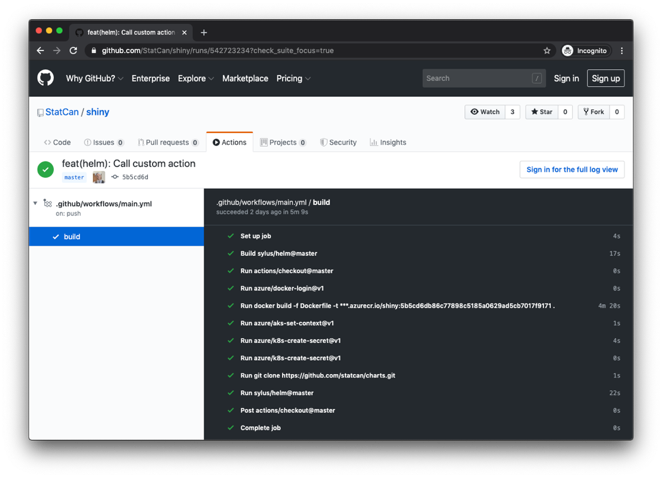 feat(helm): Call custom action
github.com/StatCan/shiny/runs/542723234?check_suite_focus=true
Incognito
Why GitHub?
Enterprise
Explore
Marketplace
Pricing
Search
/
Sign in
Sign up
StatCan / shiny
Watch 3
Star 0
Fork 0
Code
Issues 0
Pull requests 0
Actions
Projects 0
Security
Insights
feat(helm): Call custom action
master
5b5cd6d
Sign in for the full log view
.github/workflows/main.yml
on: push
build
.github/workflows/main.yml / build
succeeded 2 days ago in 5m 9s
Set up job 4s
Build sylus/helm@master 17s
Run actions/checkout@master 0s
Run azure/docker-login@v1 0s
Run docker build -f Dockerfile -t ***.azurecr.io/shiny:5b5cd6db86c77898c5185a0629ad5cb7017f9171 . 4m 20s
Run azure/aks-set-context@v1 1s
Run azure/k8s-create-secret@v1 4s
Run azure/k8s-create-secret@v1 0s
Run git clone https://github.com/statcan/charts.git 1s
Run sylus/helm@master 22s
Post actions/checkout@master 0s
Complete job 0s